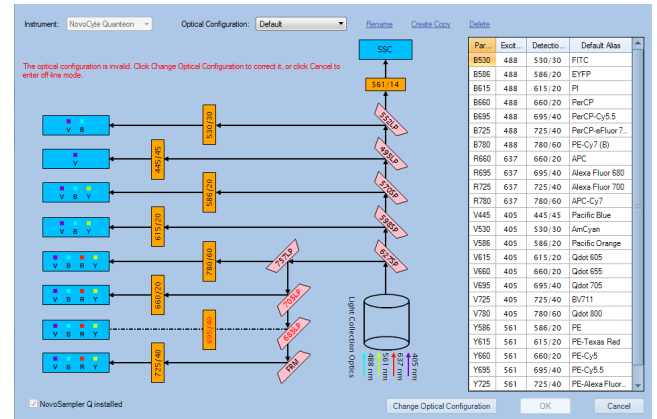 Instrument: NovoCyte Quanteon Optical Configuration: Default Rename Create Copy Delete
The optical configuration is invalid. Click Change Optical Configuration to correct it, or click Cancel to
enter off-line mode.
SSC
561/14
552LP
530/30
V B
495LP
445/45
V
570SP
586/20
V B Y
598SP
615/20
V B Y
627SP
757LP
780/60
V B R Y
705LP
660/20
V B R Y
685LP
695/40
V B R Y
FRM
725/40
V B R Y
Light Collection Optics
488 nm
561 nm
637 nm
405 nm
Par... Excit... Detectio... Default Alias
B530 488 530/30 FITC
B586 488 586/20 EYFP
B615 488 615/20 PI
B660 488 660/20 PerCP
B695 488 695/40 PerCP-Cy5.5
B725 488 725/40 PerCP-eFluor 7..
B780 488 780/60 PE-Cy7 (B)
R660 637 660/20 APC
R695 637 695/40 Alexa Fluor 680
R725 637 725/40 Alexa Fluor 700
R780 637 780/60 APC-Cy7
V445 405 445/45 Pacific Blue
V530 405 530/30 AmCyan
V586 405 586/20 Pacific Orange
V615 405 615/20 Qdot 605
V660 405 660/20 Qdot 655
V695 405 695/40 Qdot 705
V725 405 725/40 BV711
V780 405 780/60 Qdot 800
Y586 561 586/20 PE
Y615 561 615/20 PE-Texas Red
Y660 561 660/20 PE-Cy5
Y695 561 695/40 PE-Cy5.5
Y725 561 725/40 PE-Alexa Fluor...
NovoSampler Q installed
Change Optical Configuration OK Cancel